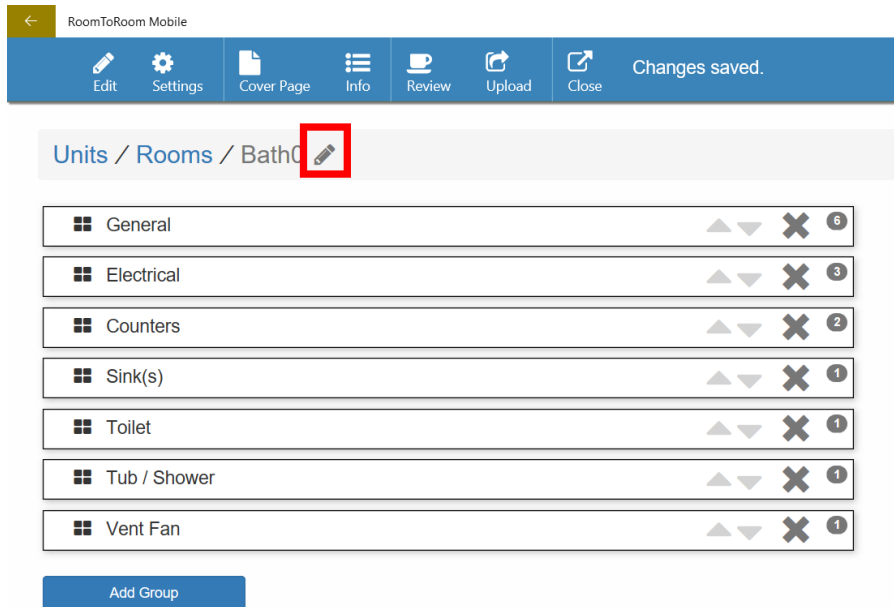 RoomToRoom Mobile
Edit Settings Cover Page Info Review Upload Close Changes saved.
Units / Rooms / Bath0
General 6
Electrical 3
Counters 2
Sink(s) 1
Toilet 1
Tub / Shower 1
Vent Fan 1
Add Group